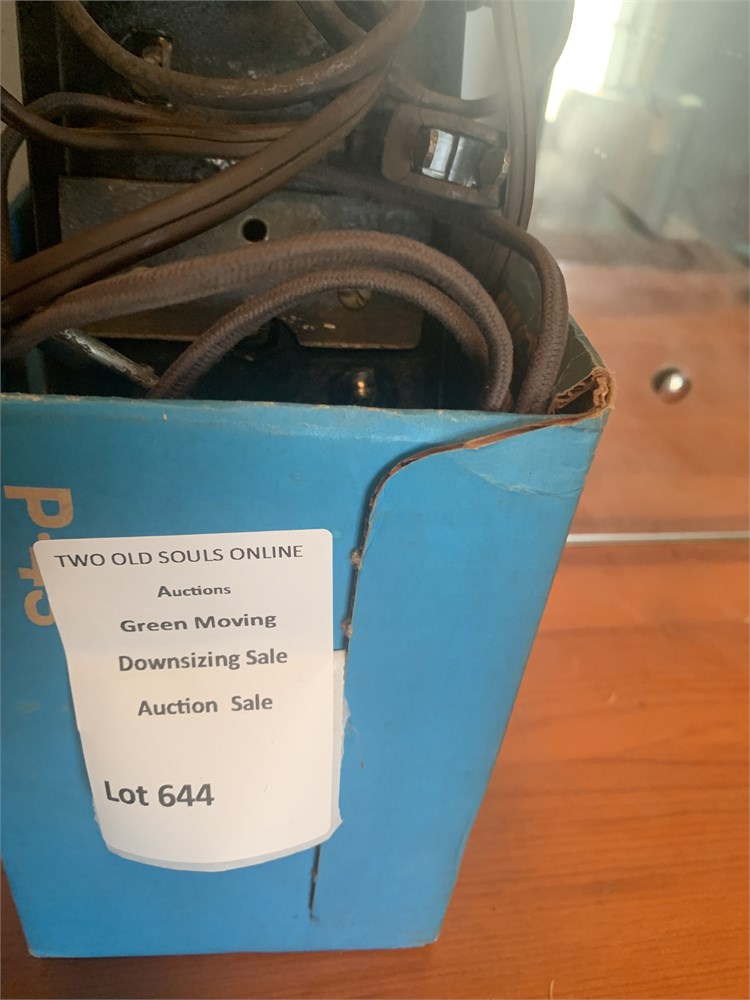 TWO OLD SOULS ONLINE
Auctions
Green Moving
Downsizing Sale
Auction Sale
Lot 644